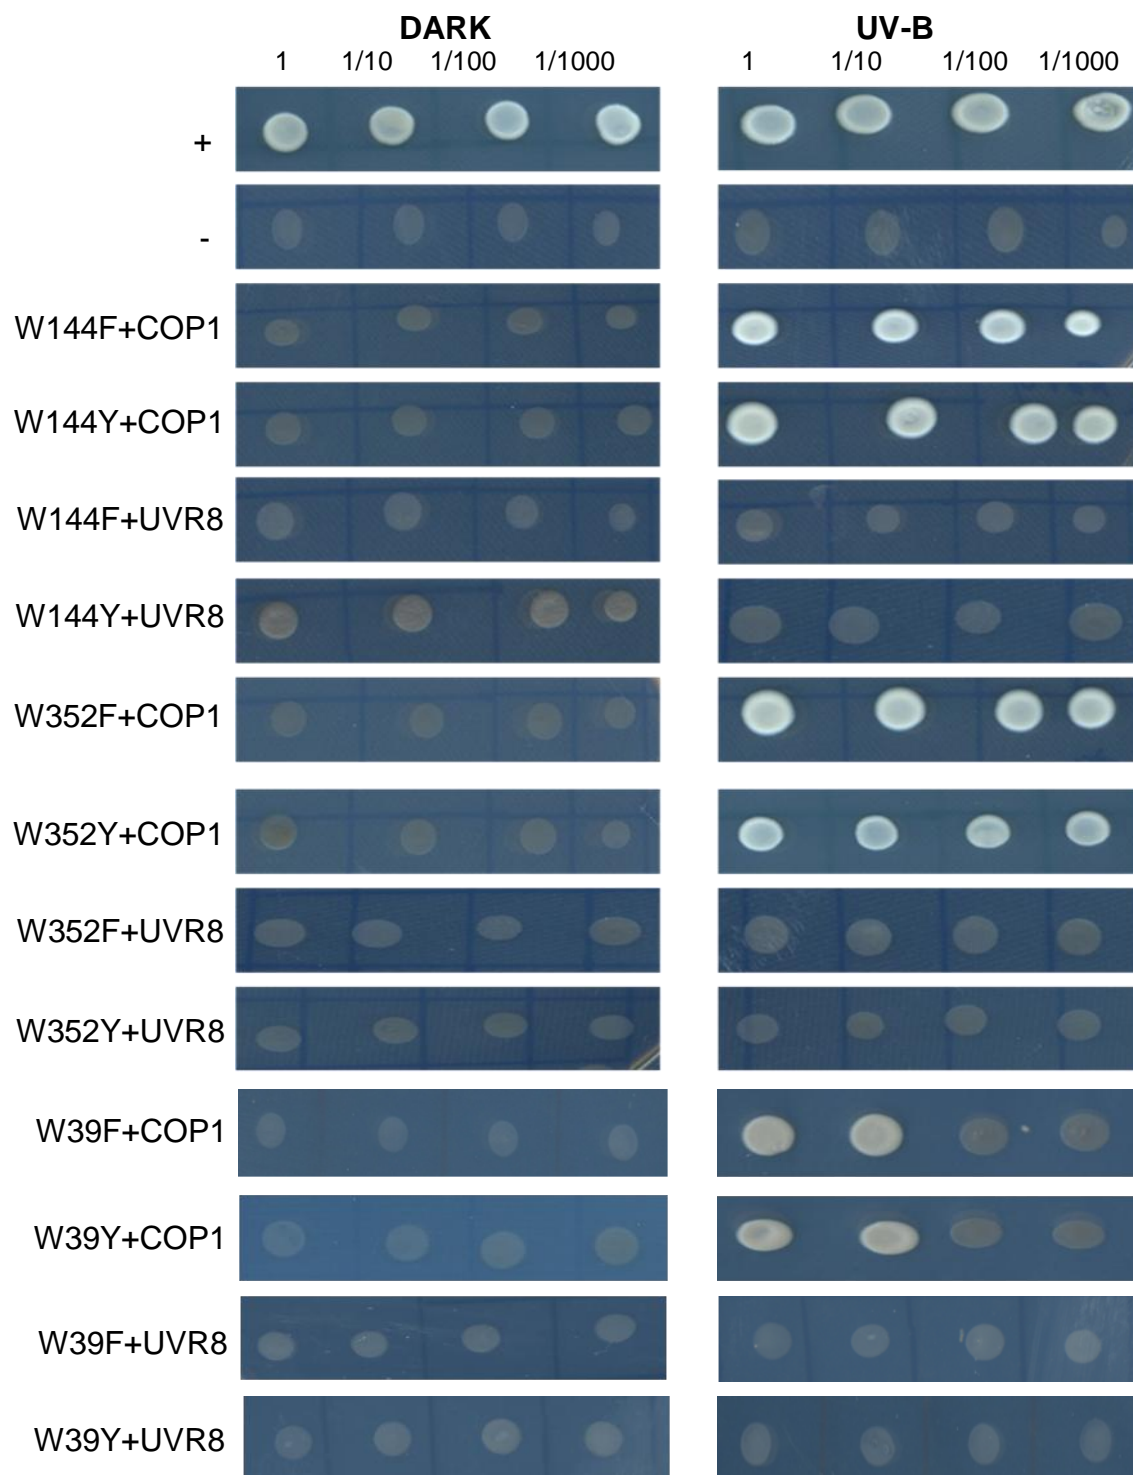 DARK UV-B
1 1/10 1/100 1/1000 1 1/10 1/100 1/1000
+
-
W144F+COP1
W144Y+COP1
W144F+UVR8
W144Y+UVR8
W352F+COP1
W352Y+COP1
W352F+UVR8
W352Y+UVR8
W39F+COP1
W39Y+COP1
W39F+UVR8
W39Y+UVR8